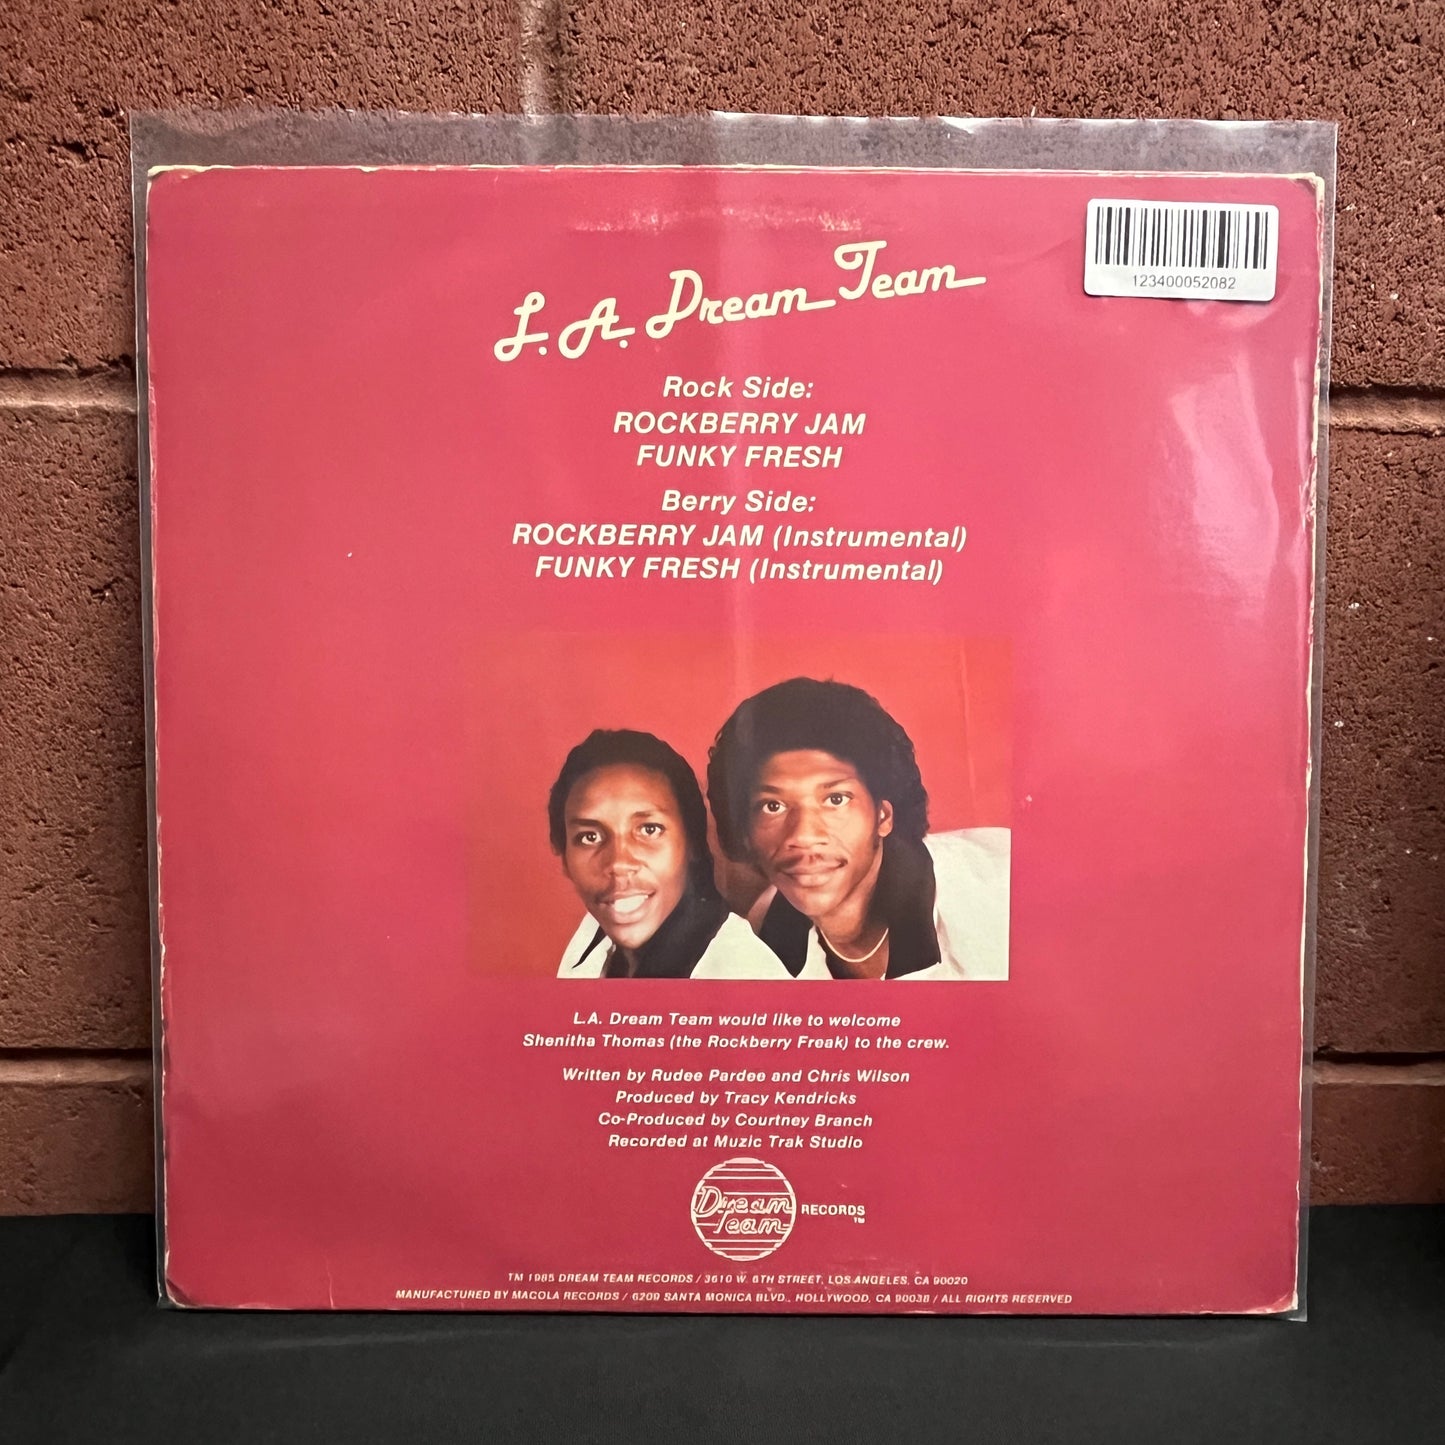 123400052082
L.A. Dream Team
Rock Side:
ROCKBERRY JAM
FUNKY FRESH
Berry Side:
ROCKBERRY JAM (Instrumental)
FUNKY FRESH (Instrumental)
L.A. Dream Team would like to welcome
Shenitha Thomas (the Rockberry Freak) to the crew.
Written by Rudee Pardee and Chris Wilson
Produced by Tracy Kendricks
Co-Produced by Courtney Branch
Recorded at Muzic Trak Studio
Dream
Team
RECORDS
TM
TM 1985 DREAM TEAM RECORDS / 3610 W. 6TH STREET, LOS ANGELES, CA 90020
MANUFACTURED BY MACOLA RECORDS / 6209 SANTA MONICA BLVD., HOLLYWOOD, CA 90038 / ALL RIGHTS RESERVED